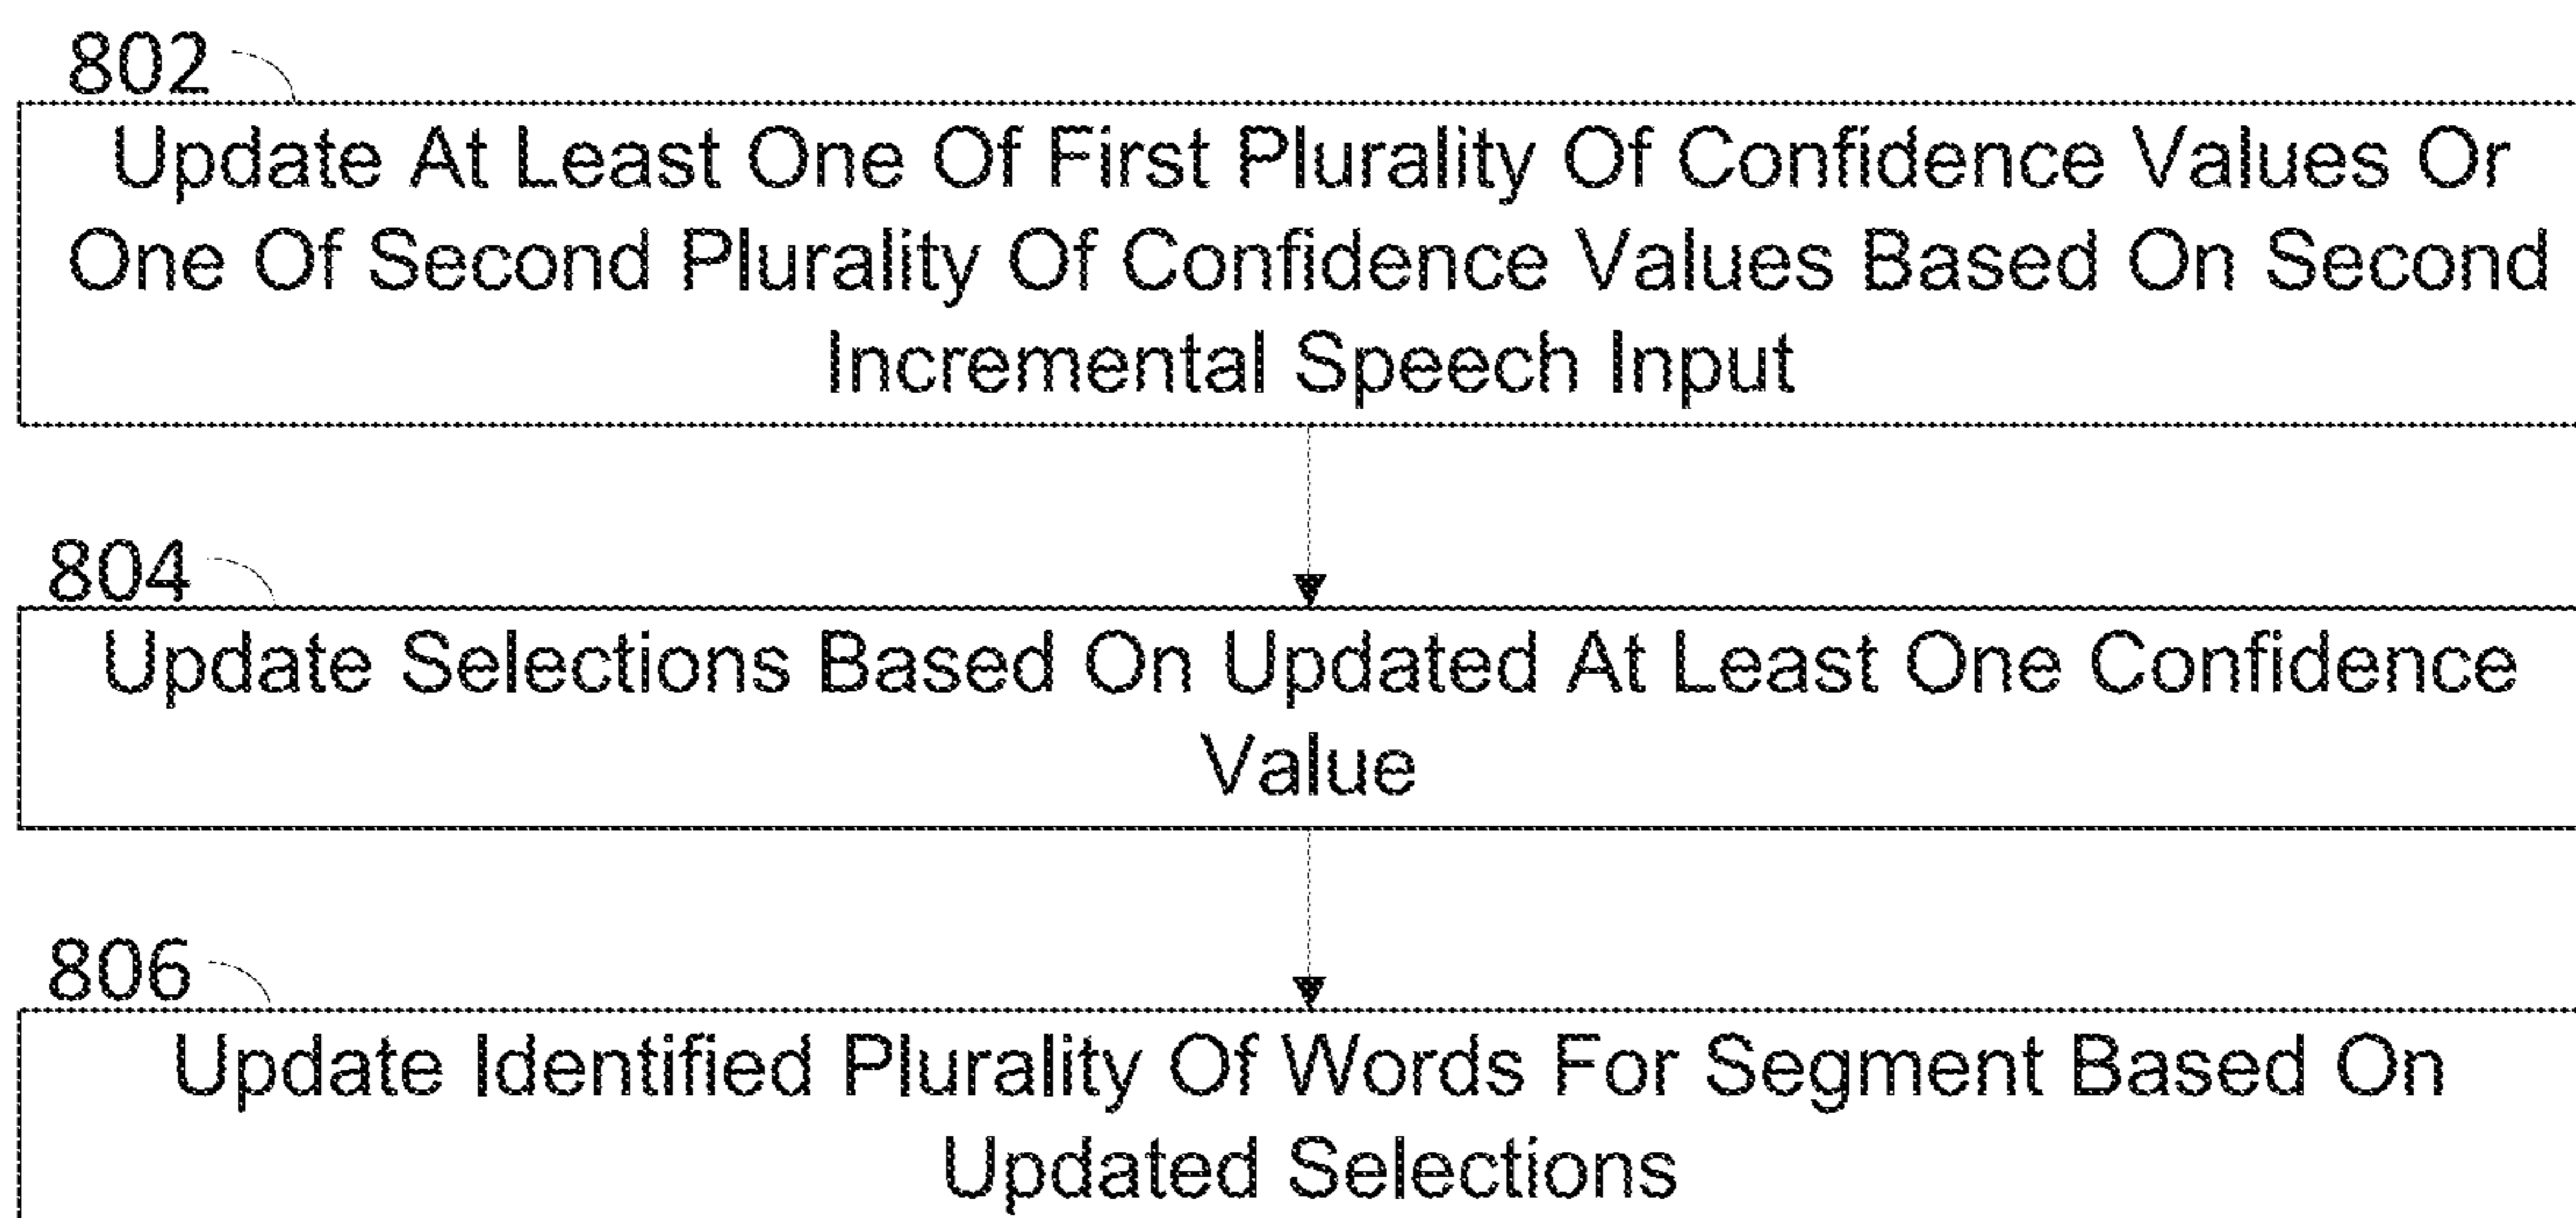 802
Update At Least One Of First Plurality Of Confidence Values Or
One Of Second Plurality Of Confidence Values Based On Second
Incremental Speech Input
804
Update Selections Based On Updated At Least One Confidence
Value
806
Update Identified Plurality Of Words For Segment Based On
Updated Selections